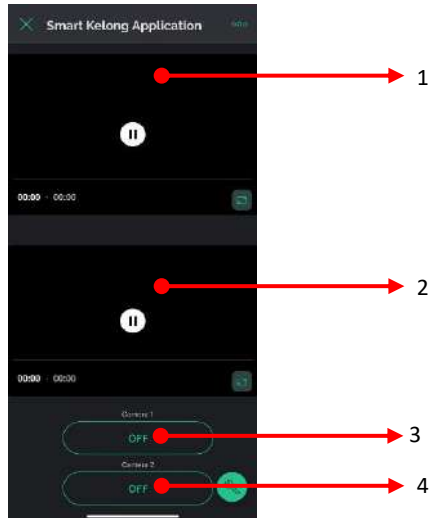 Smart Kelong Application
1
00:00 - 00:00
2
00:00 - 00:00
Camera 1
OFF
3
Camera 2
OFF
4